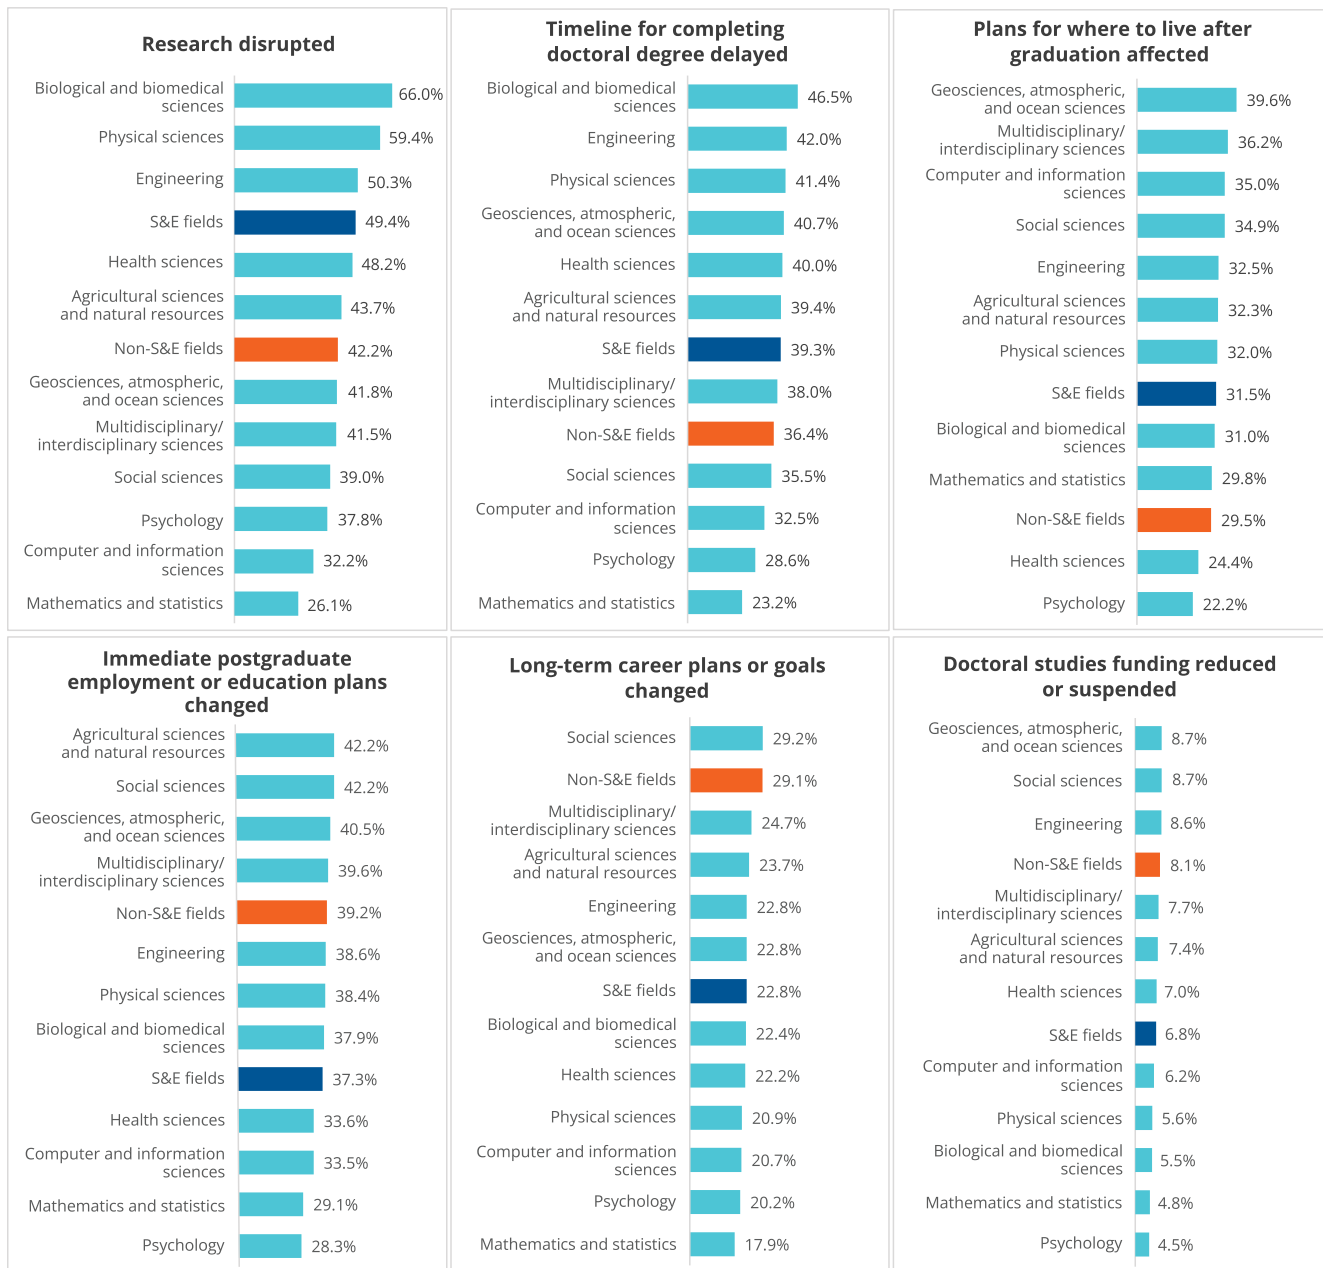 Research disrupted
Biological and biomedical
sciences
66.0%
Physical sciences
59.4%
Engineering
50.3%
S&E fields
49.4%
Health sciences
48.2%
Agricultural sciences
and natural resources
43.7%
Non-S&E fields
42.2%
Geosciences, atmospheric,
and ocean sciences
41.8%
Multidisciplinary/
interdisciplinary sciences
41.5%
Social sciences
39.0%
Psychology
37.8%
Computer and information
sciences
32.2%
Mathematics and statistics
26.1%
Timeline for completing
doctoral degree delayed
Biological and biomedical
sciences
46.5%
Engineering
42.0%
Physical sciences
41.4%
Geosciences, atmospheric,
and ocean sciences
40.7%
Health sciences
40.0%
Agricultural sciences
and natural resources
39.4%
S&E fields
39.3%
Multidisciplinary/
interdisciplinary sciences
38.0%
Non-S&E fields
36.4%
Social sciences
35.5%
Computer and information
sciences
32.5%
Psychology
28.6%
Mathematics and statistics
23.2%
Plans for where to live after
graduation affected
Geosciences, atmospheric,
and ocean sciences
39.6%
Multidisciplinary/
interdisciplinary sciences
36.2%
Computer and information
sciences
35.0%
Social sciences
34.9%
Engineering
32.5%
Agricultural sciences
and natural resources
32.3%
Physical sciences
32.0%
S&E fields
31.5%
Biological and biomedical
sciences
31.0%
Mathematics and statistics
29.8%
Non-S&E fields
29.5%
Health sciences
24.4%
Psychology
22.2%
Immediate postgraduate
employment or education plans
changed
Agricultural sciences
and natural resources
42.2%
Social sciences
42.2%
Geosciences, atmospheric,
and ocean sciences
40.5%
Multidisciplinary/
interdisciplinary sciences
39.6%
Non-S&E fields
39.2%
Engineering
38.6%
Physical sciences
38.4%
Biological and biomedical
sciences
37.9%
S&E fields
37.3%
Health sciences
33.6%
Computer and information
sciences
33.5%
Mathematics and statistics
29.1%
Psychology
28.3%
Long-term career plans or goals
changed
Social sciences
29.2%
Non-S&E fields
29.1%
Multidisciplinary/
interdisciplinary sciences
24.7%
Agricultural sciences
and natural resources
23.7%
Engineering
22.8%
Geosciences, atmospheric,
and ocean sciences
22.8%
S&E fields
22.8%
Biological and biomedical
sciences
22.4%
Health sciences
22.2%
Physical sciences
20.9%
Computer and information
sciences
20.7%
Psychology
20.2%
Mathematics and statistics
17.9%
Doctoral studies funding reduced
or suspended
Geosciences, atmospheric,
and ocean sciences
8.7%
Social sciences
8.7%
Engineering
8.6%
Non-S&E fields
8.1%
Multidisciplinary/
interdisciplinary sciences
7.7%
Agricultural sciences
and natural resources
7.4%
Health sciences
7.0%
S&E fields
6.8%
Computer and information
sciences
6.2%
Physical sciences
5.6%
Biological and biomedical
sciences
5.5%
Mathematics and statistics
4.8%
Psychology
4.5%